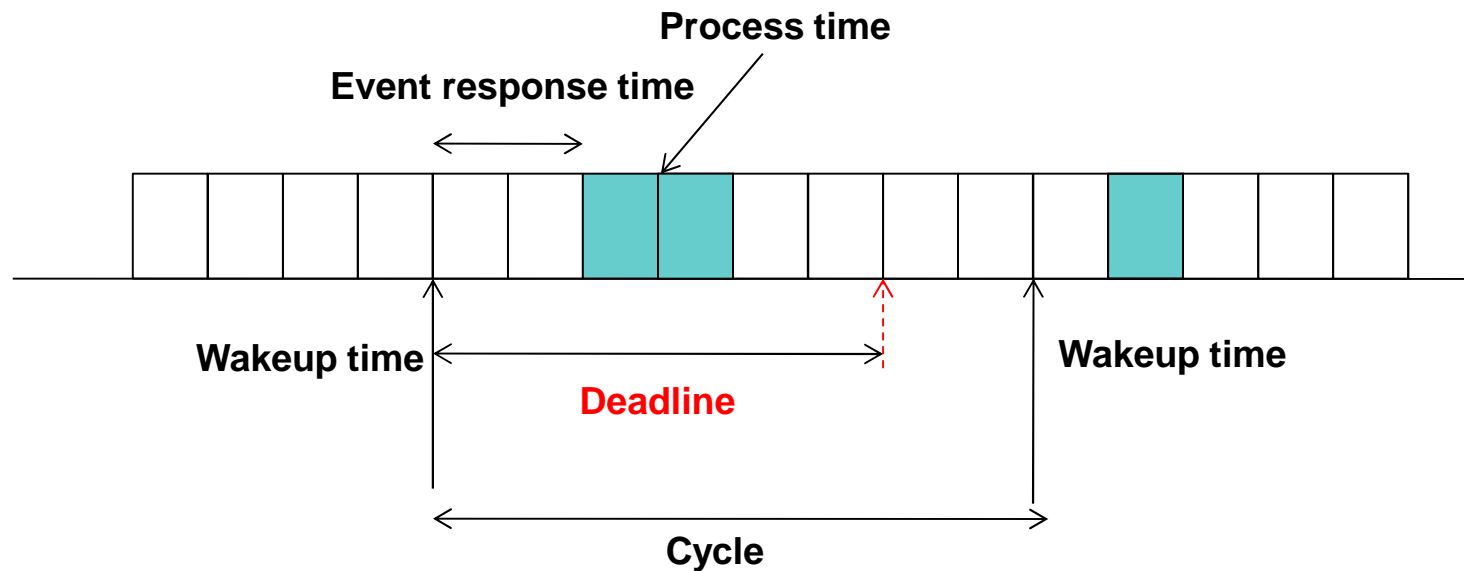 Process time
Event response time
Wakeup time
Wakeup time
Deadline
Cycle